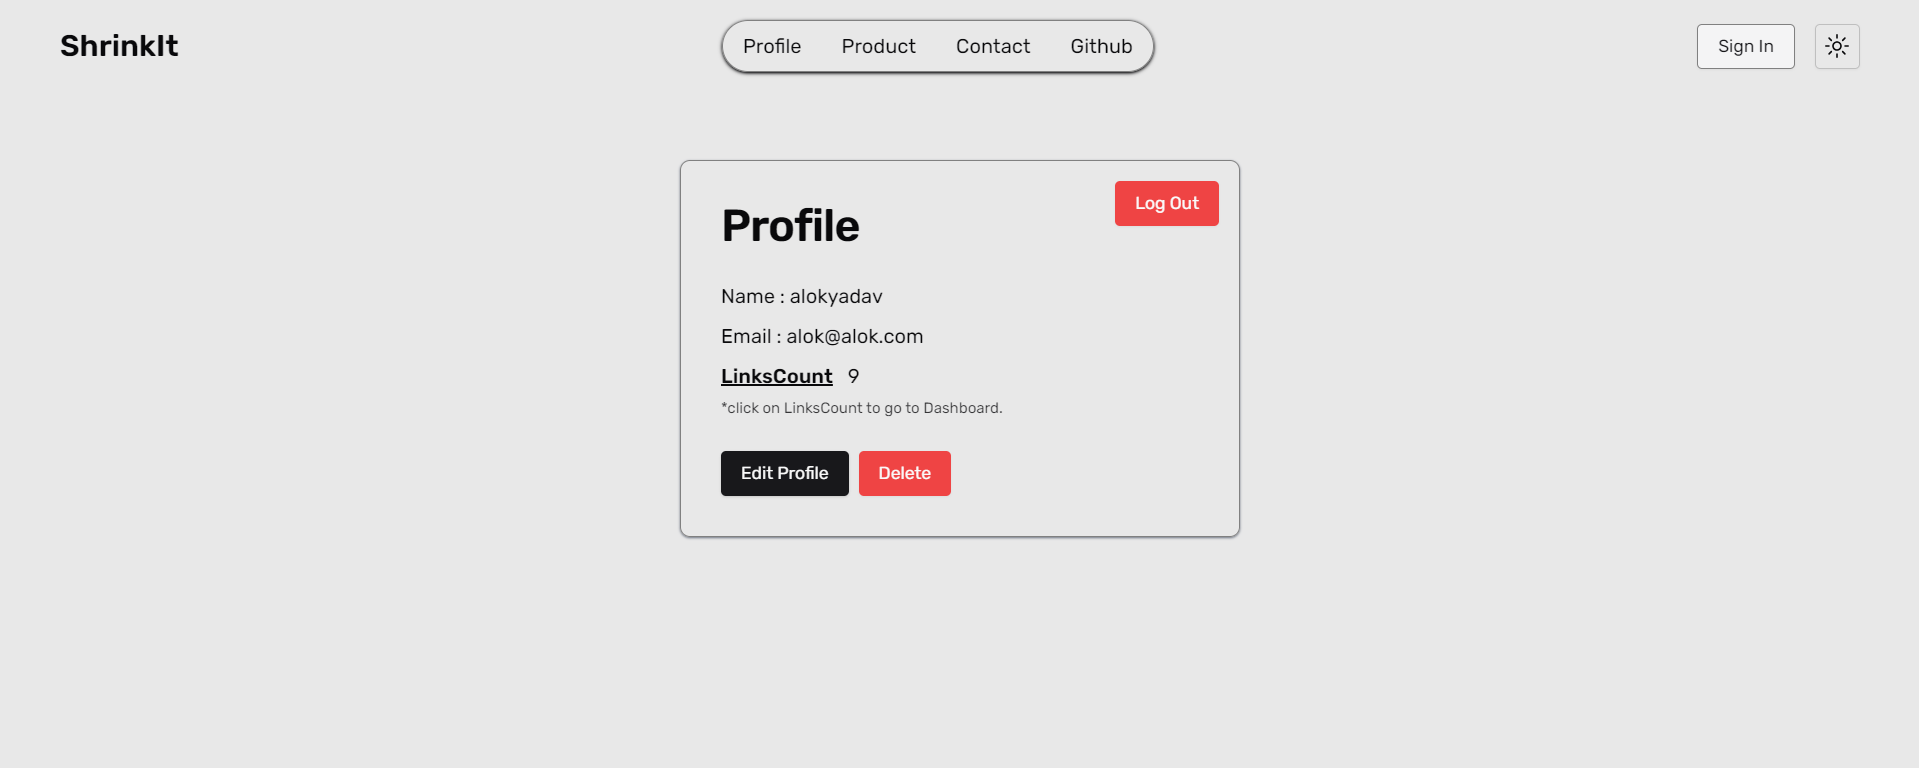 ShrinkIt
Profile Product Contact Github
Sign In
Log Out
Profile
Name : alokyadav
Email : alok@alok.com
LinksCount 9
*click on LinksCount to go to Dashboard.
Edit Profile
Delete